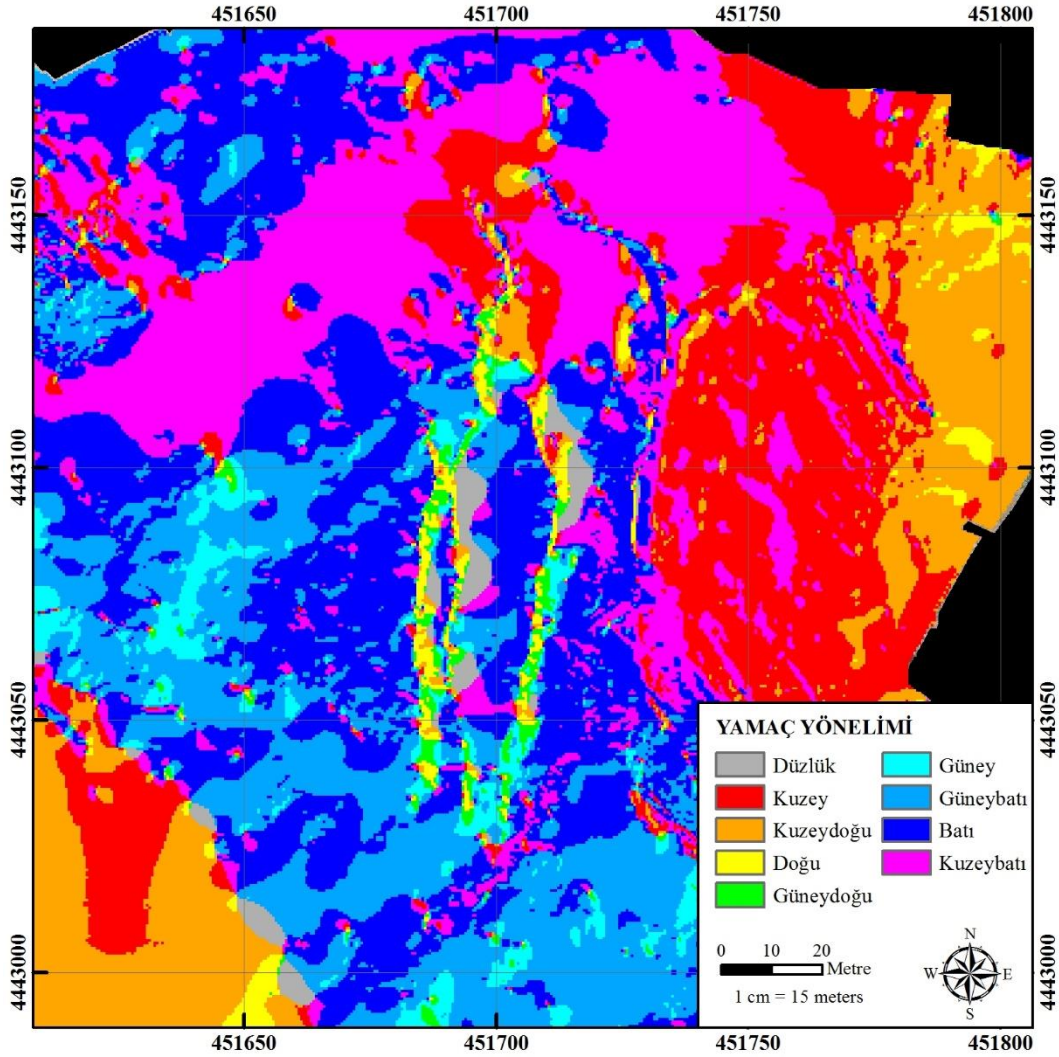 451650 451700 451750 451800
4443150 4443150
4443100 4443100
4443050 4443050
4443000 4443000
YAMAÇ YÖNELİMİ
Düzlük Güney
Kuzey Güneybatı
Kuzeydoğu Batı
Doğu Kuzeybatı
Güneydoğu
0 10 20
Metre
1 cm = 15 meters
N
W E
S
451650 451700 451750 451800